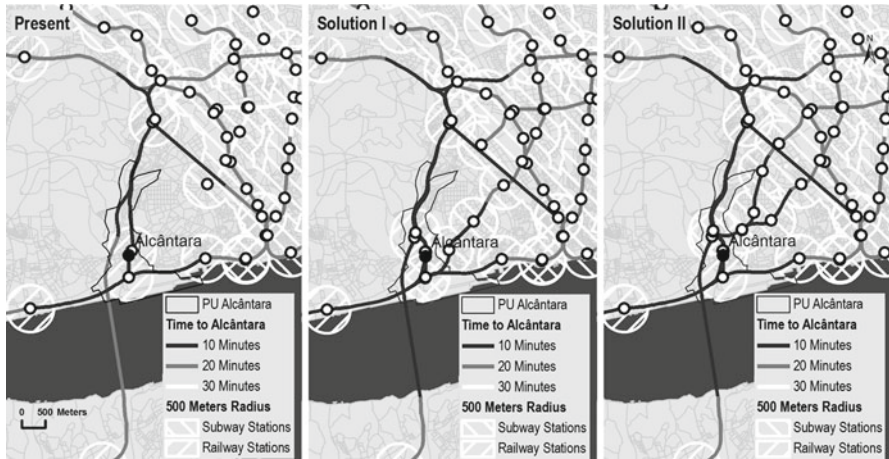 Present
Alcântara
PU Alcântara
Time to Alcântara
10 Minutes
20 Minutes
30 Minutes
500 Meters Radius
Subway Stations
Railway Stations
0 500 Meters
Solution I
Alcântara
PU Alcântara
Time to Alcântara
10 Minutes
20 Minutes
30 Minutes
500 Meters Radius
Subway Stations
Railway Stations
Solution II
N
Alcântara
PU Alcântara
Time to Alcântara
10 Minutes
20 Minutes
30 Minutes
500 Meters Radius
Subway Stations
Railway Stations